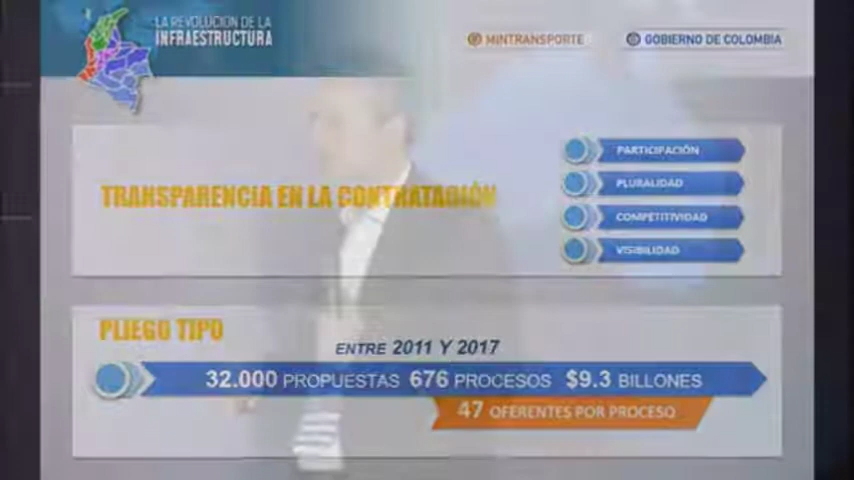 LA REVOLUCIÓN DE LA
INFRAESTRUCTURA
MINTRANSPORTE
GOBIERNO DE COLOMBIA
TRANSPARENCIA EN LA CONTRATACIÓN
PARTICIPACIÓN
PLURALIDAD
COMPETITIVIDAD
VISIBILIDAD
PLIEGO TIPO
ENTRE 2011 Y 2017
32.000 PROPUESTAS 676 PROCESOS $9.3 BILLONES
47 OFERENTES POR PROCESO